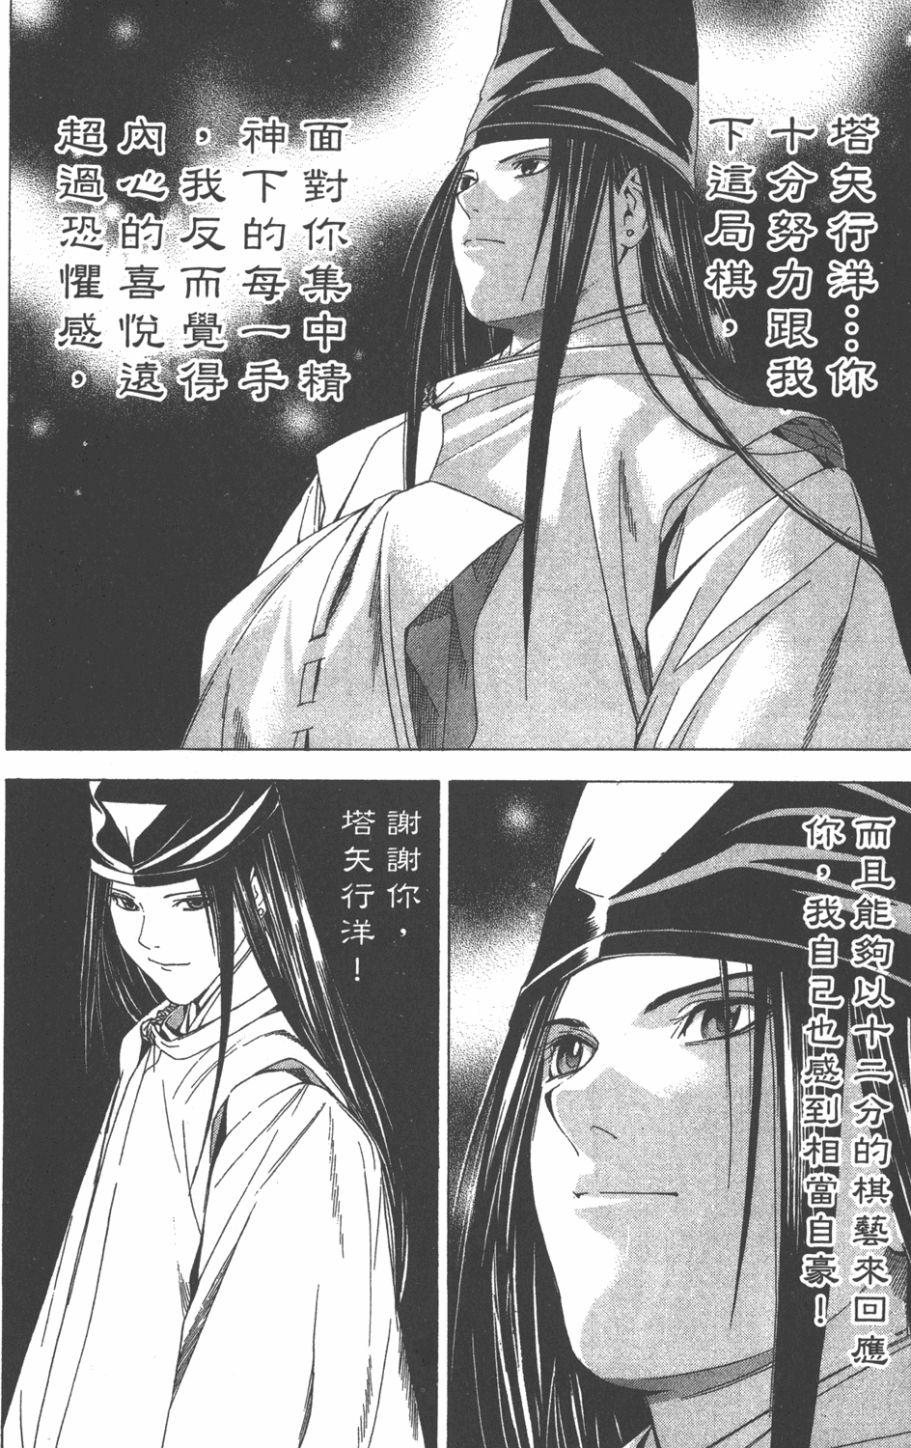 塔矢行洋…你
十分努力跟我
下這局棋，
面對你集中精
神下的每一手
，我反而覺得
內心的喜悅遠
超過恐懼感，
而且能夠以十二分的棋藝來回應
你，我自己也感到相當自豪！
謝謝你，
塔矢行洋！